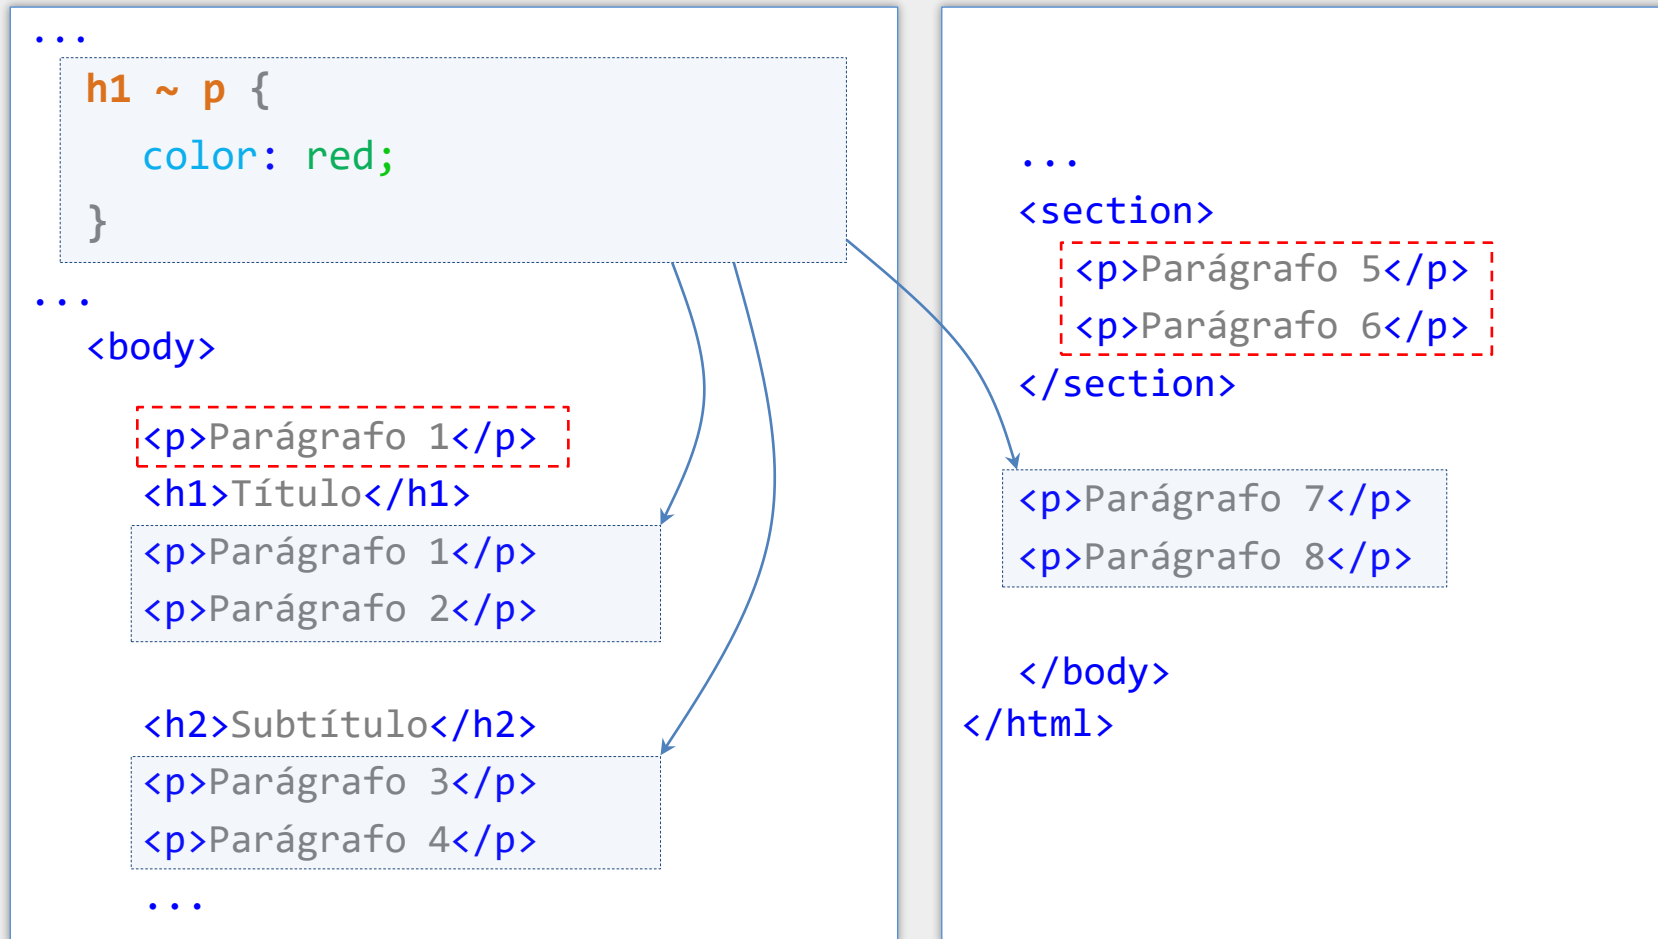 ...
h1 ~ p {
color: red;
}
...
<body>
<p>Parágrafo 1</p>
<h1>Título</h1>
<p>Parágrafo 1</p>
<p>Parágrafo 2</p>
<h2>Subtítulo</h2>
<p>Parágrafo 3</p>
<p>Parágrafo 4</p>
...
...
<section>
<p>Parágrafo 5</p>
<p>Parágrafo 6</p>
</section>
<p>Parágrafo 7</p>
<p>Parágrafo 8</p>
</body>
</html>